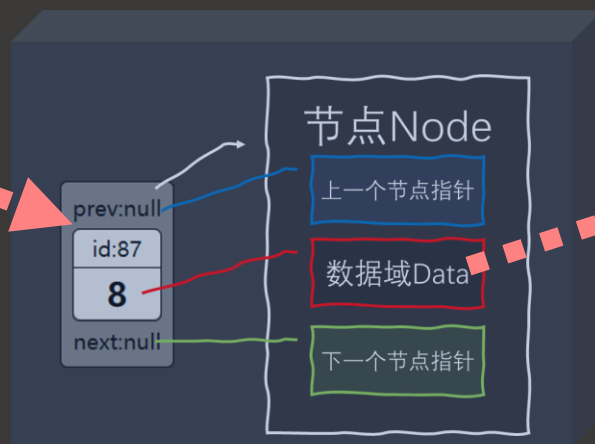 节点Node
上一个节点指针
prev:null
id:87
8
数据域Data
next:null
下一个节点指针